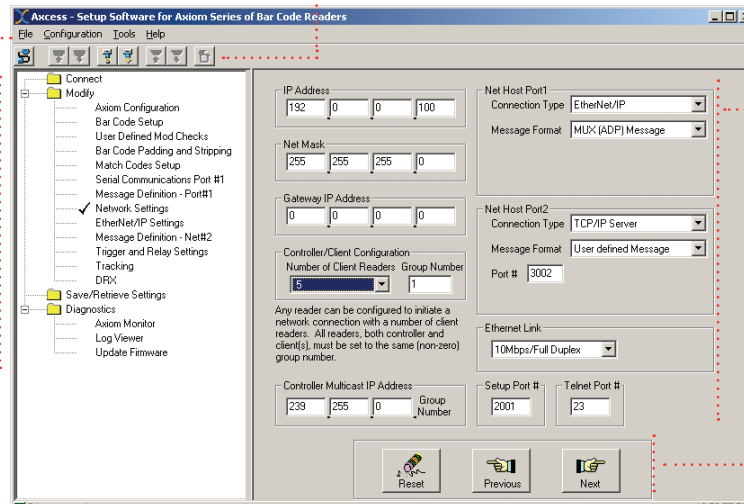 Axcess - Setup Software for Axiom Series of Bar Code Readers
File Configuration Tools Help
Connect
Modify
Axiom Configuration
Bar Code Setup
User Defined Mod Checks
Bar Code Padding and Stripping
Match Codes Setup
Serial Communications Port #1
Message Definition - Port#1
Network Settings
EtherNet/IP Settings
Message Definition - Net#2
Trigger and Relay Settings
Tracking
DRX
Save/Retrieve Settings
Diagnostics
Axiom Monitor
Log Viewer
Update Firmware
IP Address
192 . 0 . 0 . 100
Net Mask
255 . 255 . 255 . 0
Gateway IP Address
0 . 0 . 0 . 0
Controller/Client Configuration
Number of Client Readers Group Number
5 1
Any reader can be configured to initiate a
network connection with a number of client
readers. All readers, both controller and
client(s), must be set to the same (non-zero)
group number.
Controller Multicast IP Address
239 . 255 . 0 . Group
Number
Net Host Port1
Connection Type EtherNet/IP
Message Format MUX (ADP) Message
Net Host Port2
Connection Type TCP/IP Server
Message Format User defined Message
Port # 3002
Ethernet Link
10Mbps/Full Duplex
Setup Port # Telnet Port #
2001 23
Reset Previous Next